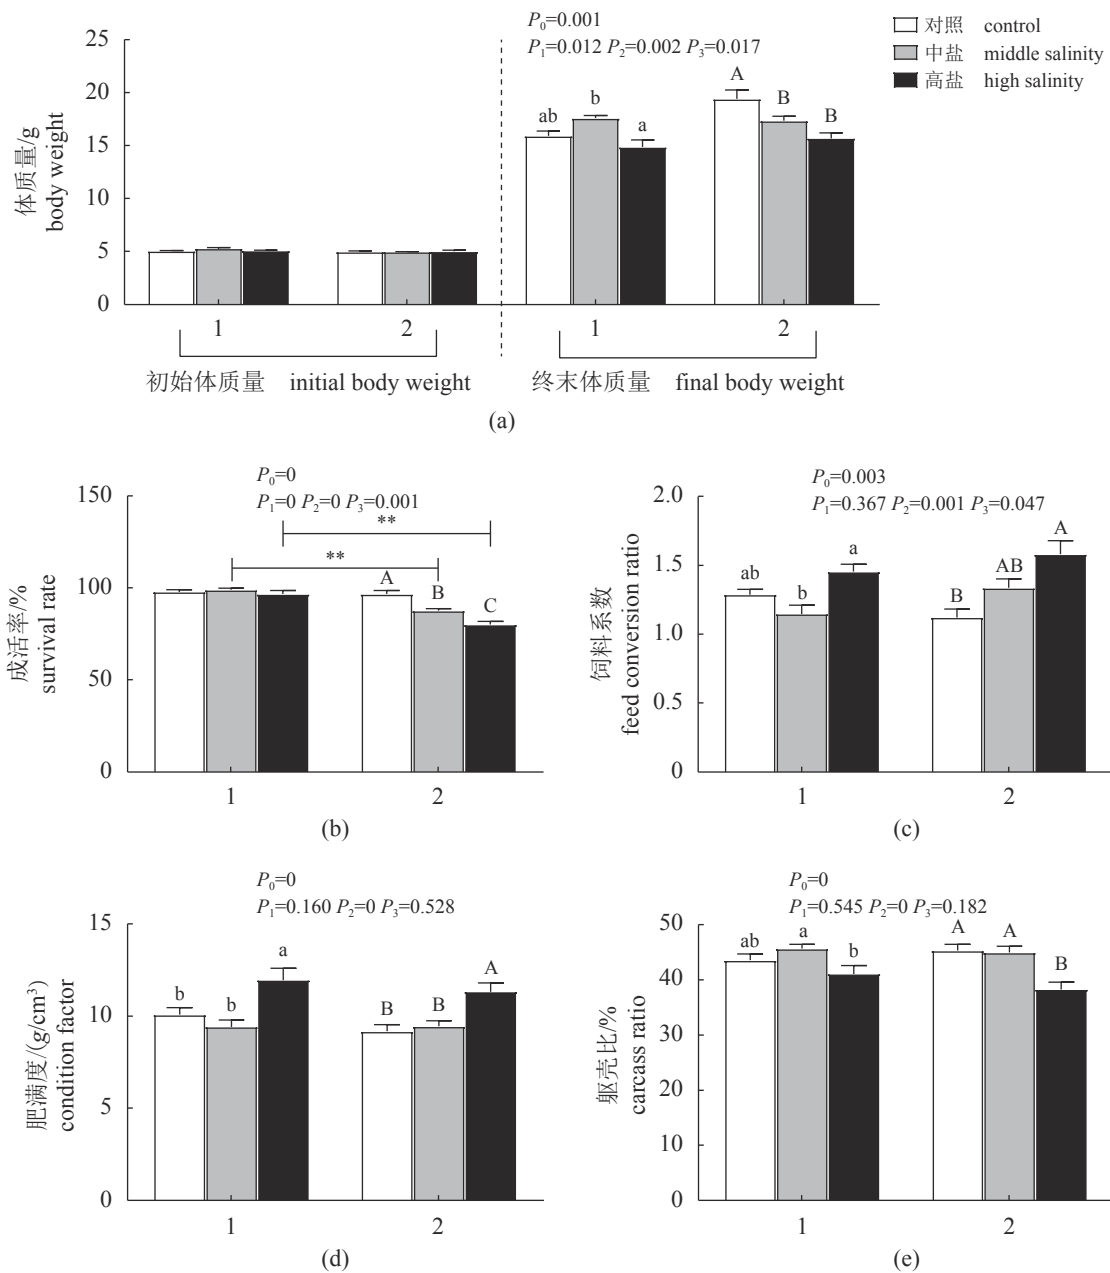 P₀=0.001
P₁=0.012 P₂=0.002 P₃=0.017
对照 control
中盐 middle salinity
高盐 high salinity
体质量/g
body weight
25
20
15
10
5
0
ab
b
a
A
B
B
1
2
1
2
初始体质量 initial body weight
终末体质量 final body weight
(a)
P₀=0
P₁=0 P₂=0 P₃=0.001
成活率/%
survival rate
150
100
50
0
**
**
A
B
C
1
2
(b)
P₀=0.003
P₁=0.367 P₂=0.001 P₃=0.047
饲料系数
feed conversion ratio
2.0
1.5
1.0
0.5
0
ab
b
a
B
AB
A
1
2
(c)
P₀=0
P₁=0.160 P₂=0 P₃=0.528
肥满度/(g/cm³)
condition factor
15
10
5
0
b
b
a
B
B
A
1
2
(d)
P₀=0
P₁=0.545 P₂=0 P₃=0.182
躯壳比/%
carcass ratio
50
40
30
20
10
0
ab
a
b
A
A
B
1
2
(e)